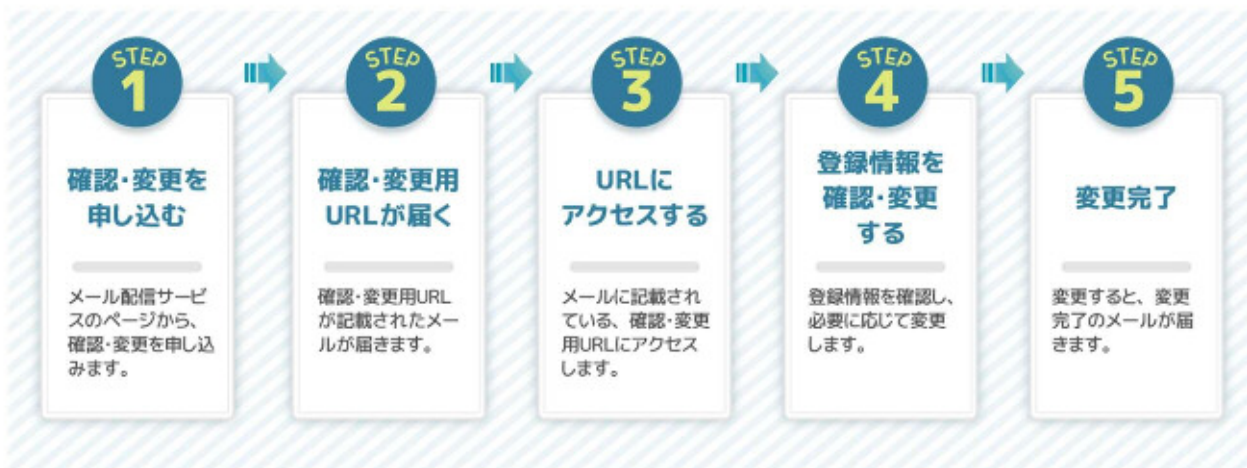 STEP
1
確認・変更を
申し込む
メール配信サービ
スのページから、
確認・変更を申し込
みます。
STEP
2
確認・変更用
URLが届く
確認・変更用URL
が記載されたメー
ルが届きます。
STEP
3
URLに
アクセスする
メールに記載され
ている、確認・変更
用URLにアクセス
します。
STEP
4
登録情報を
確認・変更
する
登録情報を確認し、
必要に応じて変更
します。
STEP
5
変更完了
変更すると、変更
完了のメールが届
きます。